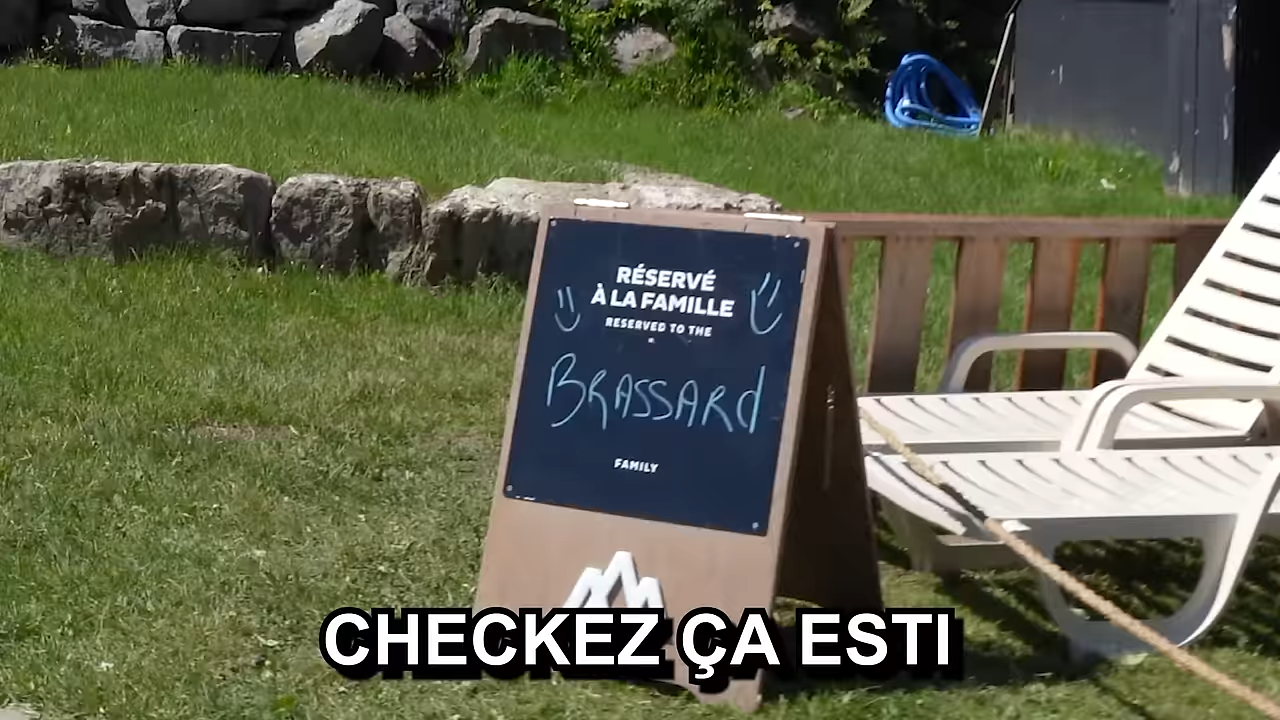 RÉSERVÉ
À LA FAMILLE
RESERVED TO THE
BRASSARd
FAMILY
CHECKEZ ÇA ESTI